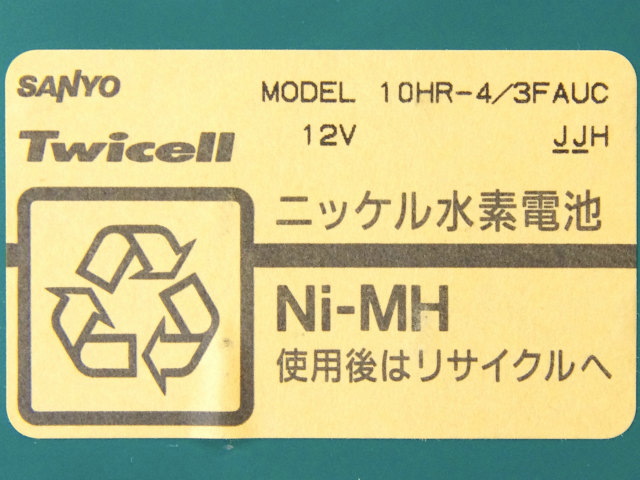 SANYO
MODEL 10HR-4/3FAUC
Twicell
12V JJH
ニッケル水素電池
Ni-MH
使用後はリサイクルへ